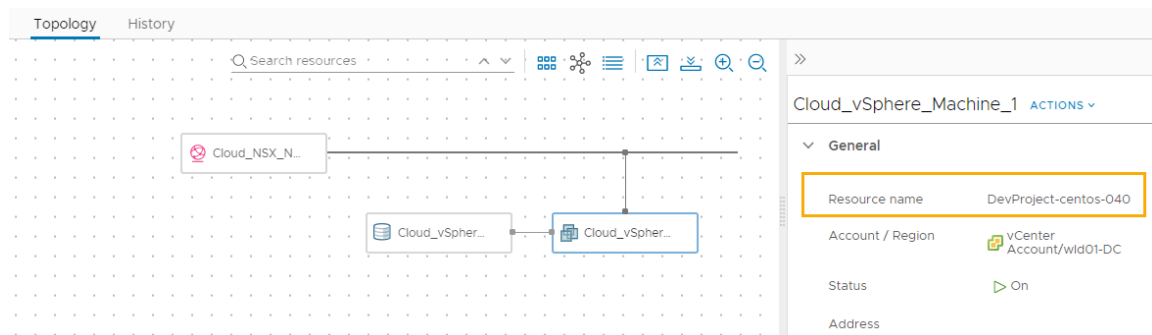 Topology History
Search resources
Cloud_NSX_N...
Cloud_vSpher...
Cloud_vSpher...
Cloud_vSphere_Machine_1 ACTIONS
General
Resource name DevProject-centos-040
Account / Region vCenter
Account/wld01-DC
Status On
Address